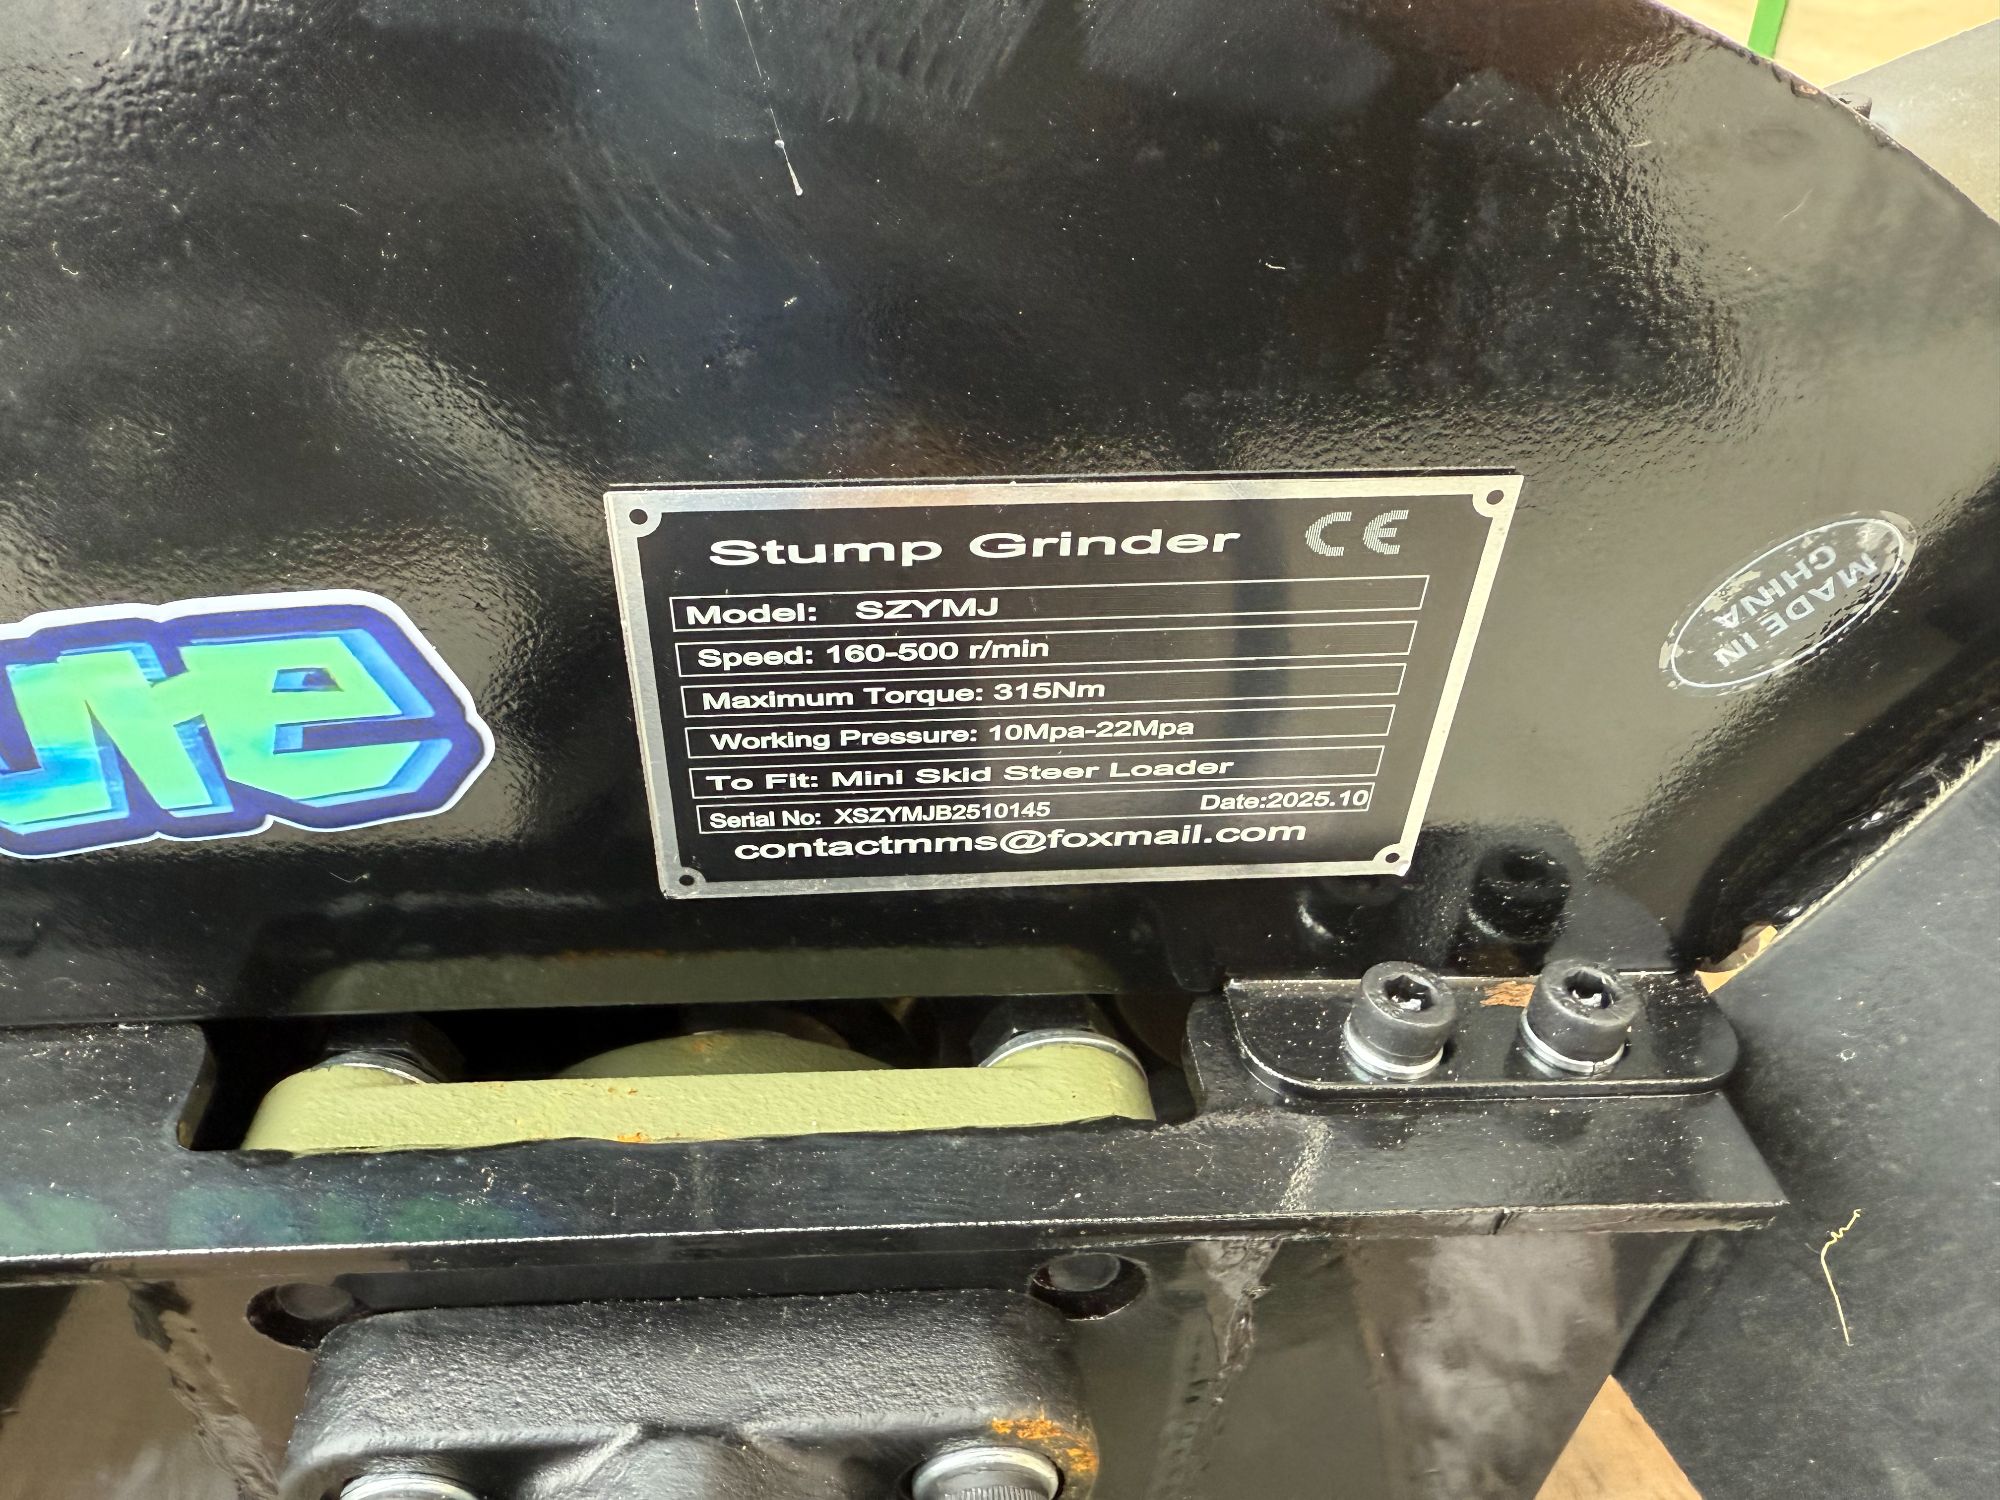 Stump Grinder CE
Model: SZYMJ
Speed: 160-500 r/min
Maximum Torque: 315Nm
Working Pressure: 10Mpa-22Mpa
To Fit: Mini Skid Steer Loader
Serial No: XSZYMJB2510145 Date:2025.10
contactmms@foxmail.com
MADE IN
CHINA